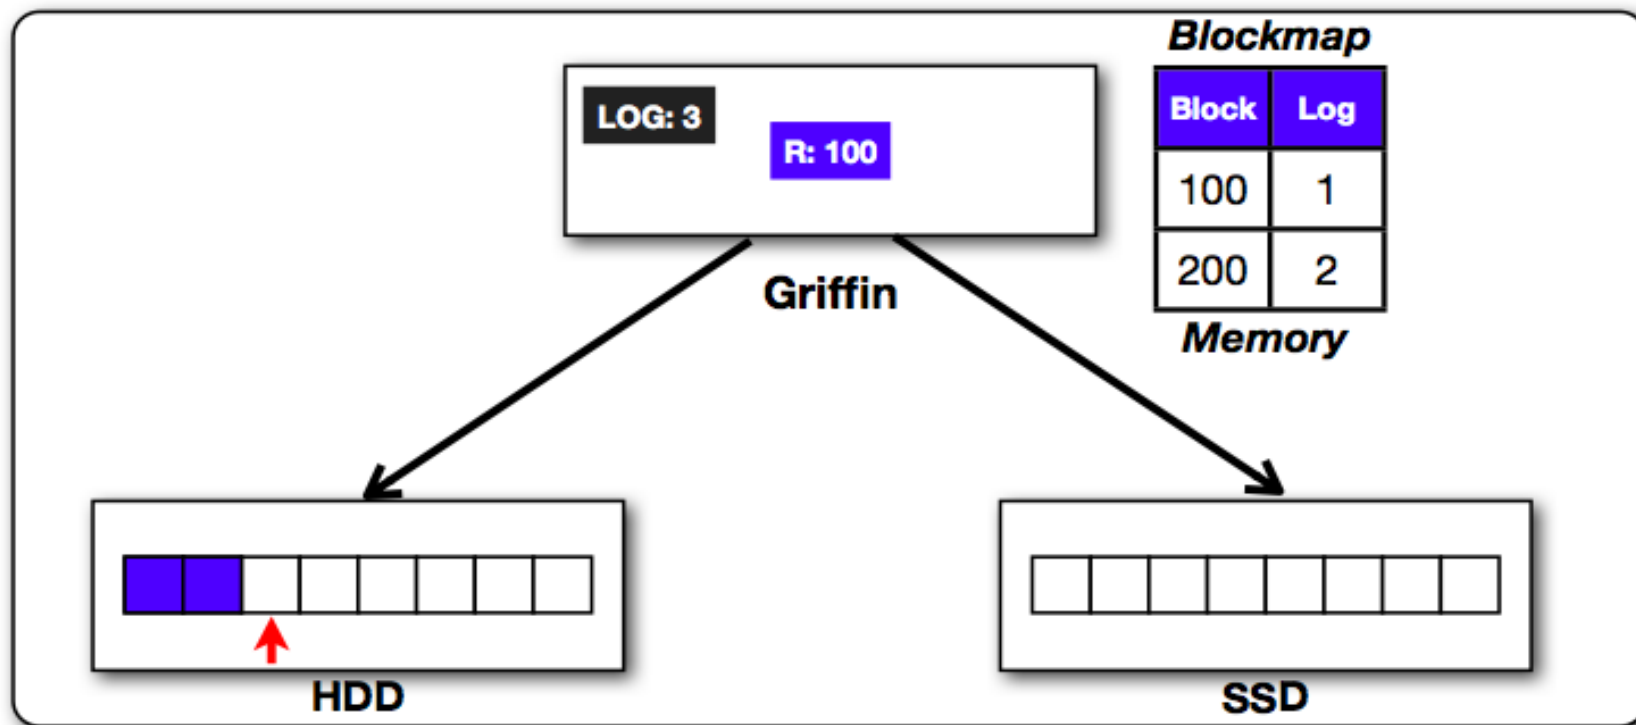 Blockmap
LOG: 3
R: 100
Block Log
100 1
200 2
Griffin
Memory
HDD
SSD